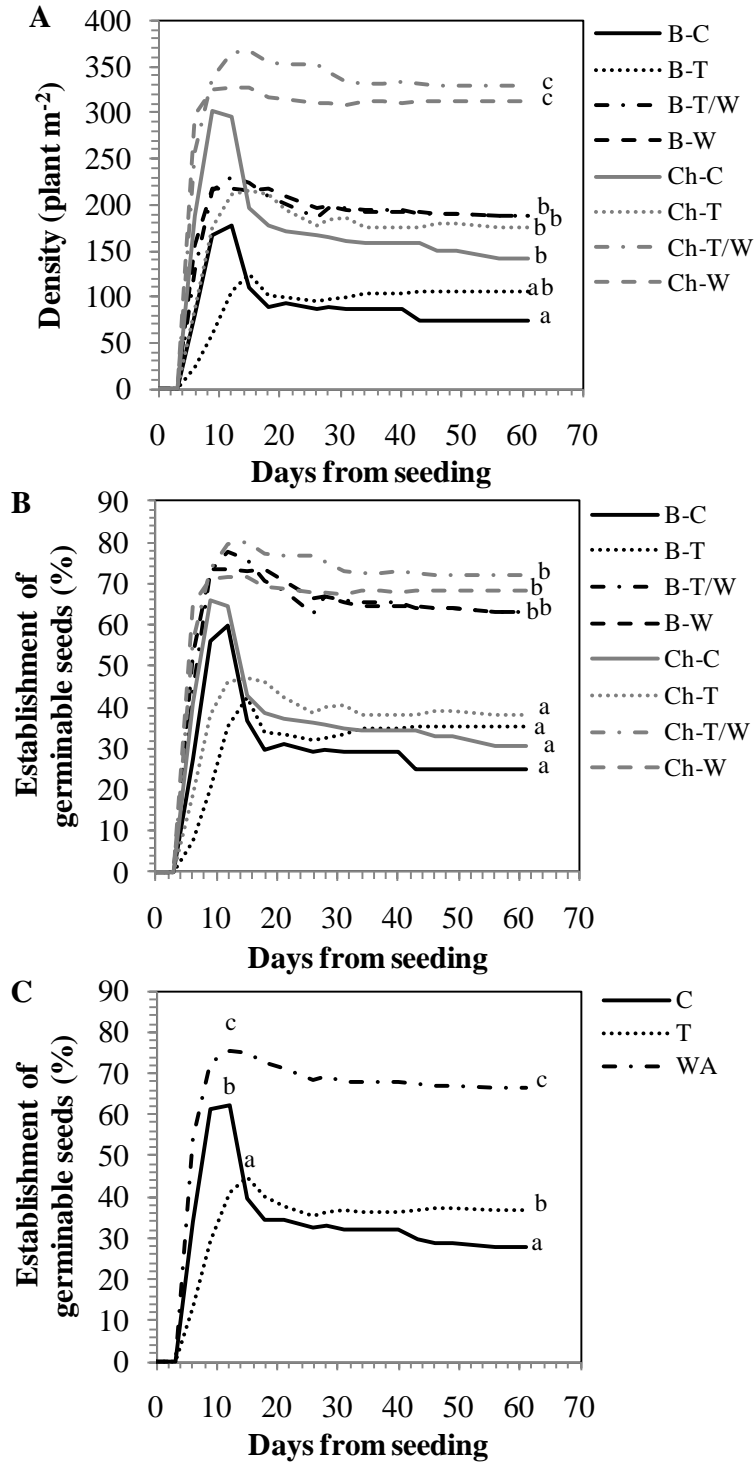 A
Density (plant m-2)
400
350
300
250
200
150
100
50
0
c
c
b
b
b
b
a b
a
0 10 20 30 40 50 60 70
Days from seeding
B-C
B-T
B-T/W
B-W
Ch-C
Ch-T
Ch-T/W
Ch-W
B
Establishment of
germinable seeds (%)
90
80
70
60
50
40
30
20
10
0
b
b
b b
a
a
a
a
0 10 20 30 40 50 60 70
Days from seeding
B-C
B-T
B-T/W
B-W
Ch-C
Ch-T
Ch-T/W
Ch-W
C
Establishment of
germinable seeds (%)
90
80
70
60
50
40
30
20
10
0
c
b
a
c
b
a
0 10 20 30 40 50 60 70
Days from seeding
C
T
WA